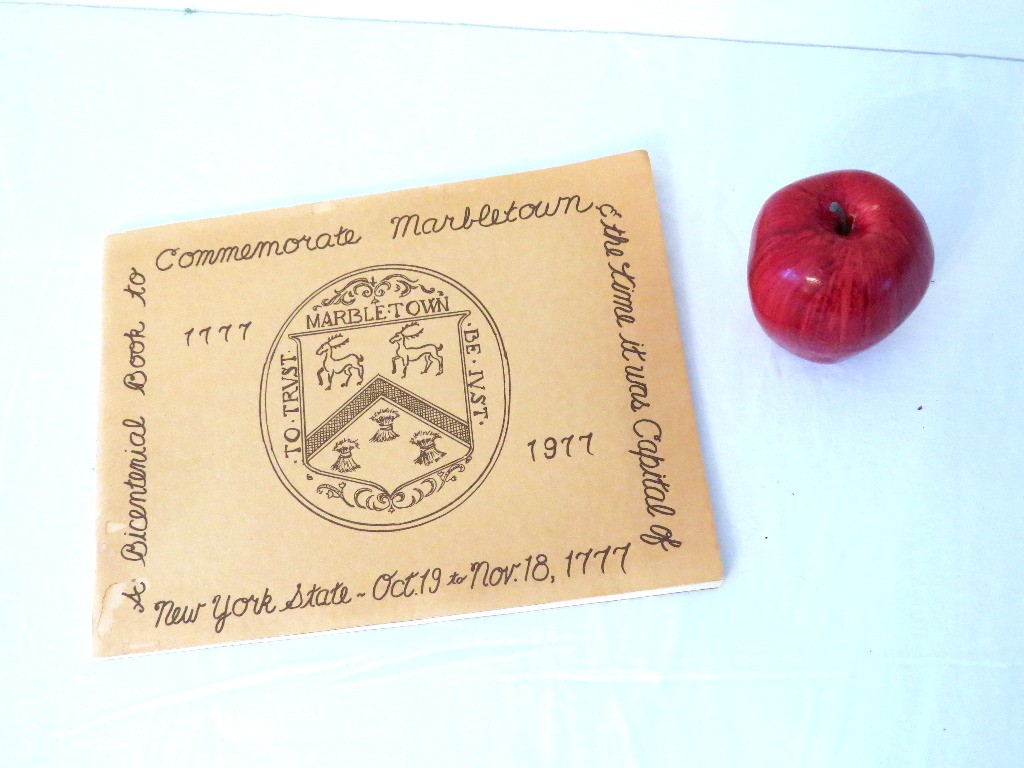 A Bicentenial Book to
Commemorate Marbletown
& the Time it was Capital of
New York State - Oct.19 to Nov.18, 1777
1777
MARBLETOWN
·TO·TRVST·
·BE·IVST·
1977